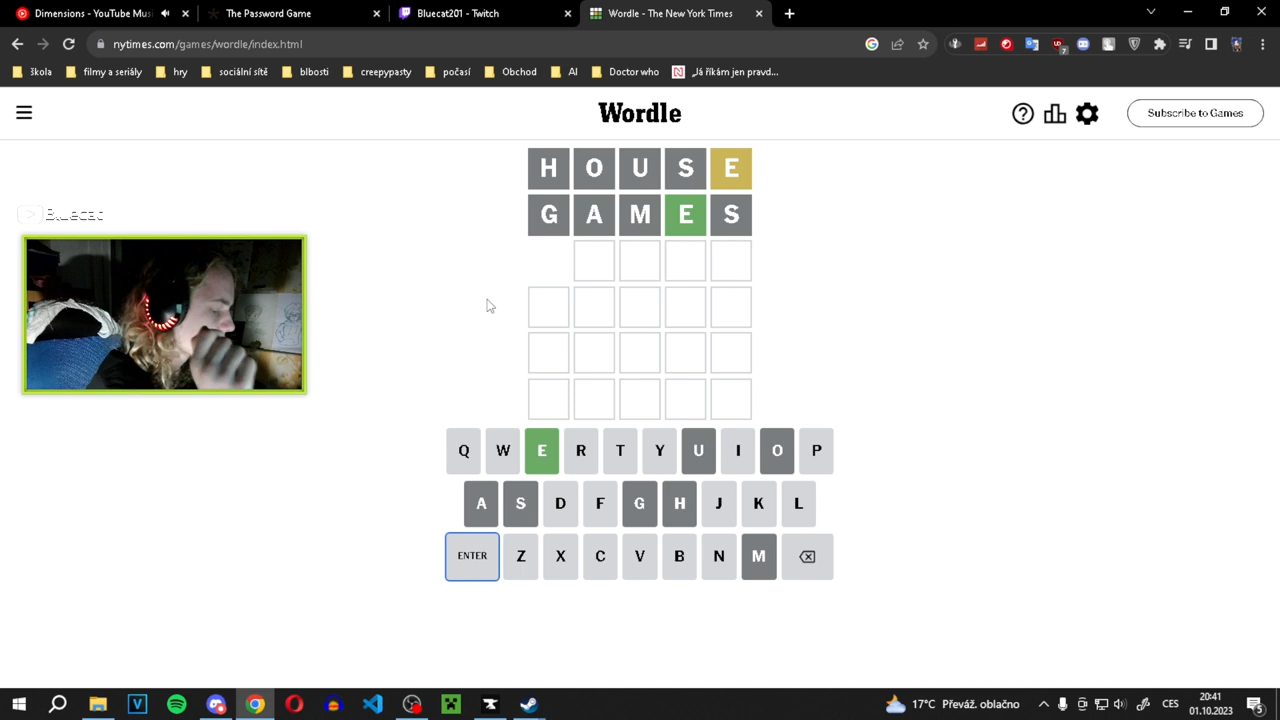 Dimensions - YouTube Mus
The Password Game
Bluecat201 - Twitch
Wordle - The New York Times
nytimes.com/games/wordle/index.html
škola
filmy a seriály
hry
sociální sítě
blbosti
creepypasty
počasí
Obchod
AI
Doctor who
„Já říkám jen pravd...
Wordle
Subscribe to Games
H O U S E
G A M E S
Q W E R T Y U I O P
A S D F G H J K L
ENTER Z X C V B N M
17°C Převáž. oblačno
CES
20:41
01.10.2023
5